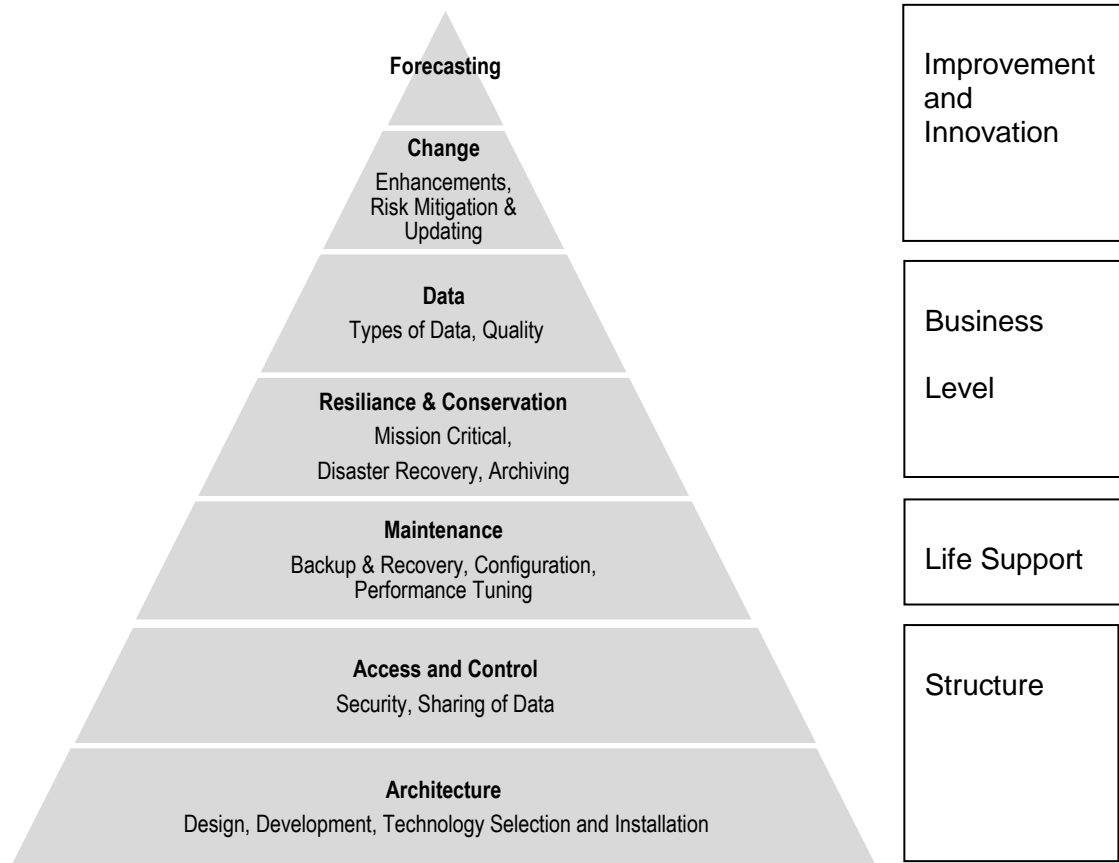 Forecasting
Change
Enhancements,
Risk Mitigation &
Updating
Data
Types of Data, Quality
Resiliance & Conservation
Mission Critical,
Disaster Recovery, Archiving
Maintenance
Backup & Recovery, Configuration,
Performance Tuning
Access and Control
Security, Sharing of Data
Architecture
Design, Development, Technology Selection and Installation
Improvement
and
Innovation
Business
Level
Life Support
Structure